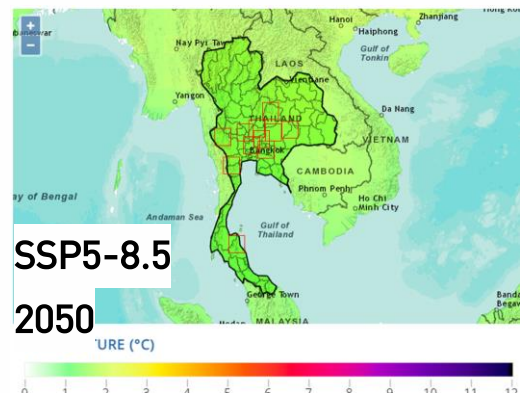 Hanoi
Zhanjiang
Haiphong
Nay Pyi Taw
Gulf of
Tonkin
LAOS
Vientiane
Yangon
Da Nang
THAILAND
VIETNAM
Bangkok
CAMBODIA
Phnom Penh
Ho Chi
Minh City
ay of Bengal
Andaman Sea
Gulf of
Thailand
SSP5-8.5
George Town
Banda
Begaw
MALAYSIA
2050
TURE (°C)
0 1 2 3 4 5 6 7 8 9 10 11 12